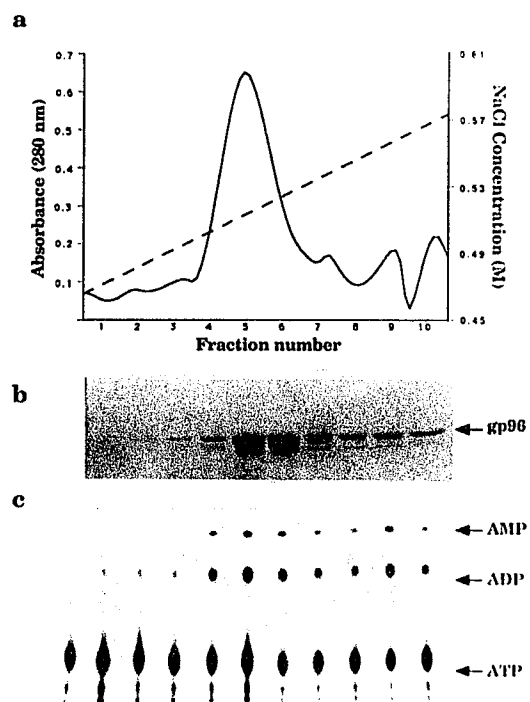 a
0.7
0.6
0.5
0.4
0.3
0.2
0.1
Absorbance (280 nm)
0.61
0.57
0.53
0.49
0.45
NaCl Concentration (M)
1 2 3 4 5 6 7 8 9 10
Fraction number
b
gp96
c
AMP
ADP
ATP